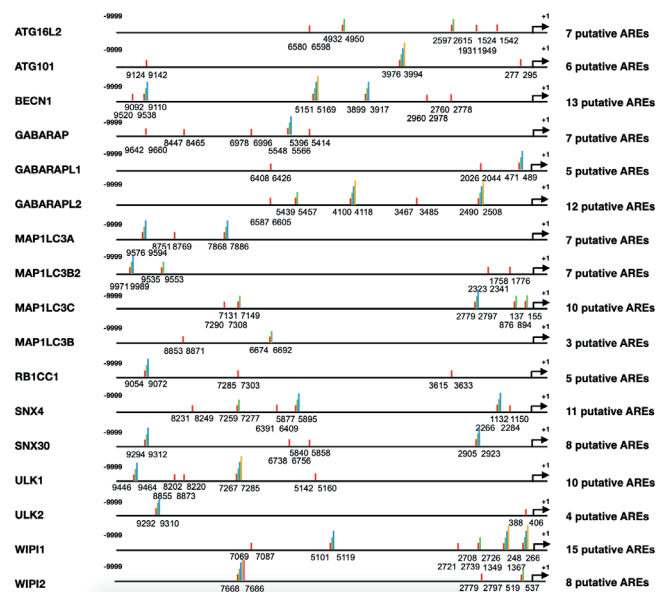 -9999 +1
ATG16L2 4932 4950 2597 2615 1524 1542 7 putative AREs
6580 6598 1931 1949
-9999 +1
ATG101 9124 9142 3976 3994 277 295 6 putative AREs
-9999 +1
BECN1 9092 9110 5151 5169 3899 3917 2760 2778 13 putative AREs
9520 9538 2960 2978
-9999 +1
GABARAP 8447 8465 6978 6996 5396 5414 7 putative AREs
9642 9660 5548 5566
-9999 +1
GABARAPL1 6408 6426 2026 2044 471 489 5 putative AREs
-9999 +1
GABARAPL2 5439 5457 4100 4118 3467 3485 2490 2508 12 putative AREs
6587 6605
-9999 +1
MAP1LC3A 8751 8769 7868 7886 7 putative AREs
9576 9594
-9999 +1
MAP1LC3B2 9535 9553 1758 1776 7 putative AREs
9971 9989 2323 2341
-9999 +1
MAP1LC3C 7131 7149 2779 2797 137 155 10 putative AREs
7290 7308 876 894
-9999 +1
MAP1LC3B 8853 8871 6674 6692 3 putative AREs
-9999 +1
RB1CC1 9054 9072 7285 7303 3615 3633 5 putative AREs
-9999 +1
SNX4 8231 8249 7259 7277 5877 5895 1132 1150 11 putative AREs
6391 6409 2266 2284
-9999 +1
SNX30 9294 9312 5840 5858 2905 2923 8 putative AREs
6738 6756
-9999 +1
ULK1 9446 9464 8202 8220 7267 7285 5142 5160 10 putative AREs
8855 8873
-9999 +1
ULK2 9292 9310 388 406 4 putative AREs
-9999 +1
WIPI1 7069 7087 5101 5119 2708 2726 248 266 15 putative AREs
2721 2739 1349 1367
-9999 +1
WIPI2 7668 7686 2779 2797 519 537 8 putative AREs